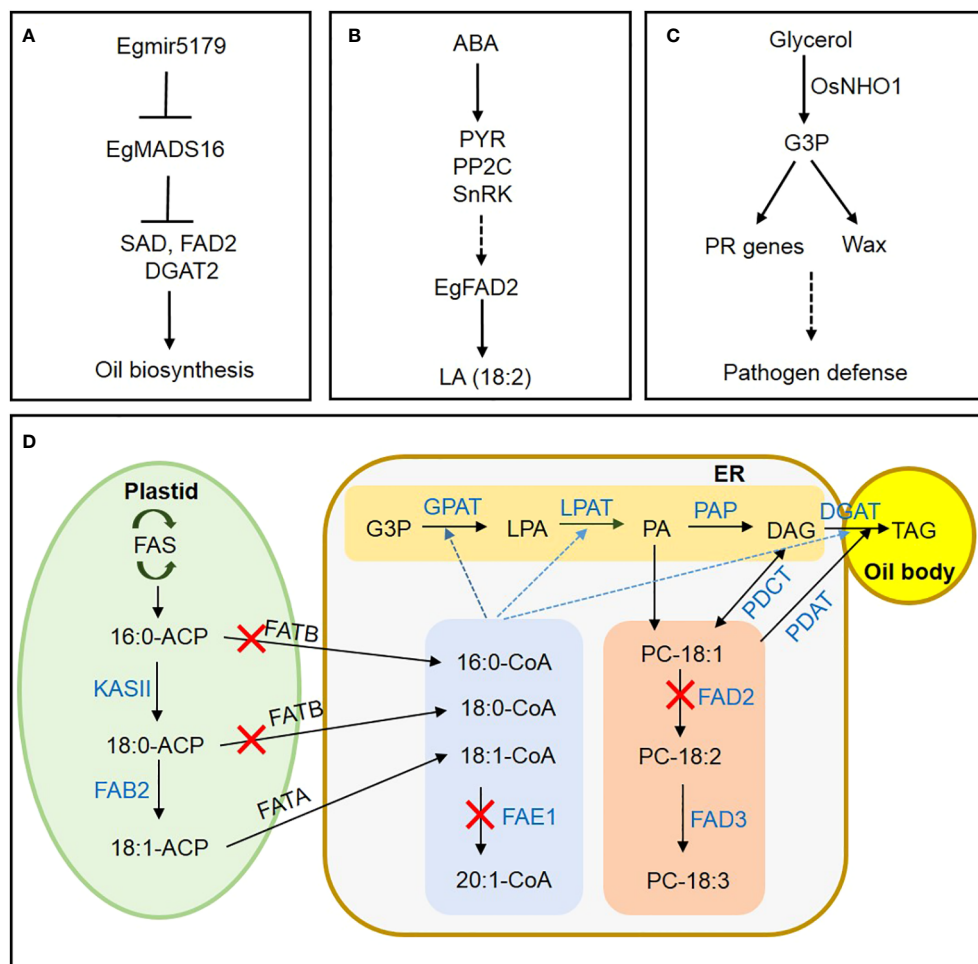 A
Egmir5179
EgMADS16
SAD, FAD2
DGAT2
Oil biosynthesis
B
ABA
PYR
PP2C
SnRK
EgFAD2
LA (18:2)
C
Glycerol
OsNHO1
G3P
PR genes
Wax
Pathogen defense
D
Plastid
FAS
16:0-ACP
KASII
18:0-ACP
FAB2
18:1-ACP
FATB
FATB
FATA
ER
G3P
GPAT
LPA
LPAT
PA
PAP
DAG
DGAT
TAG
Oil body
PDCT
PDAT
16:0-CoA
18:0-CoA
18:1-CoA
FAE1
20:1-CoA
PC-18:1
FAD2
PC-18:2
FAD3
PC-18:3